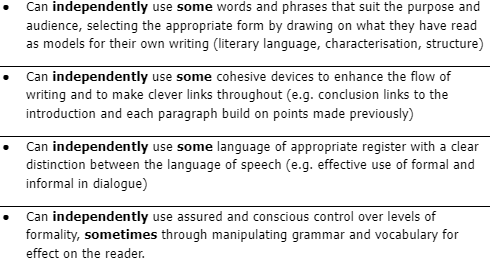 • Can independently use some words and phrases that suit the purpose and
audience, selecting the appropriate form by drawing on what they have read
as models for their own writing (literary language, characterisation, structure)
• Can independently use some cohesive devices to enhance the flow of
writing and to make clever links throughout (e.g. conclusion links to the
introduction and each paragraph build on points made previously)
• Can independently use some language of appropriate register with a clear
distinction between the language of speech (e.g. effective use of formal and
informal in dialogue)
• Can independently use assured and conscious control over levels of
formality, sometimes through manipulating grammar and vocabulary for
effect on the reader.